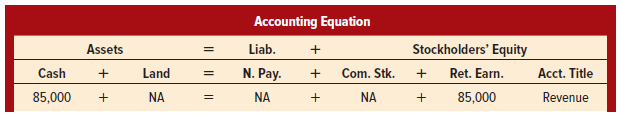 Accounting Equation
Assets = Liab. + Stockholders' Equity
Cash + Land = N. Pay. + Com. Stk. + Ret. Earn. Acct. Title
85,000 + NA = NA + NA + 85,000 Revenue